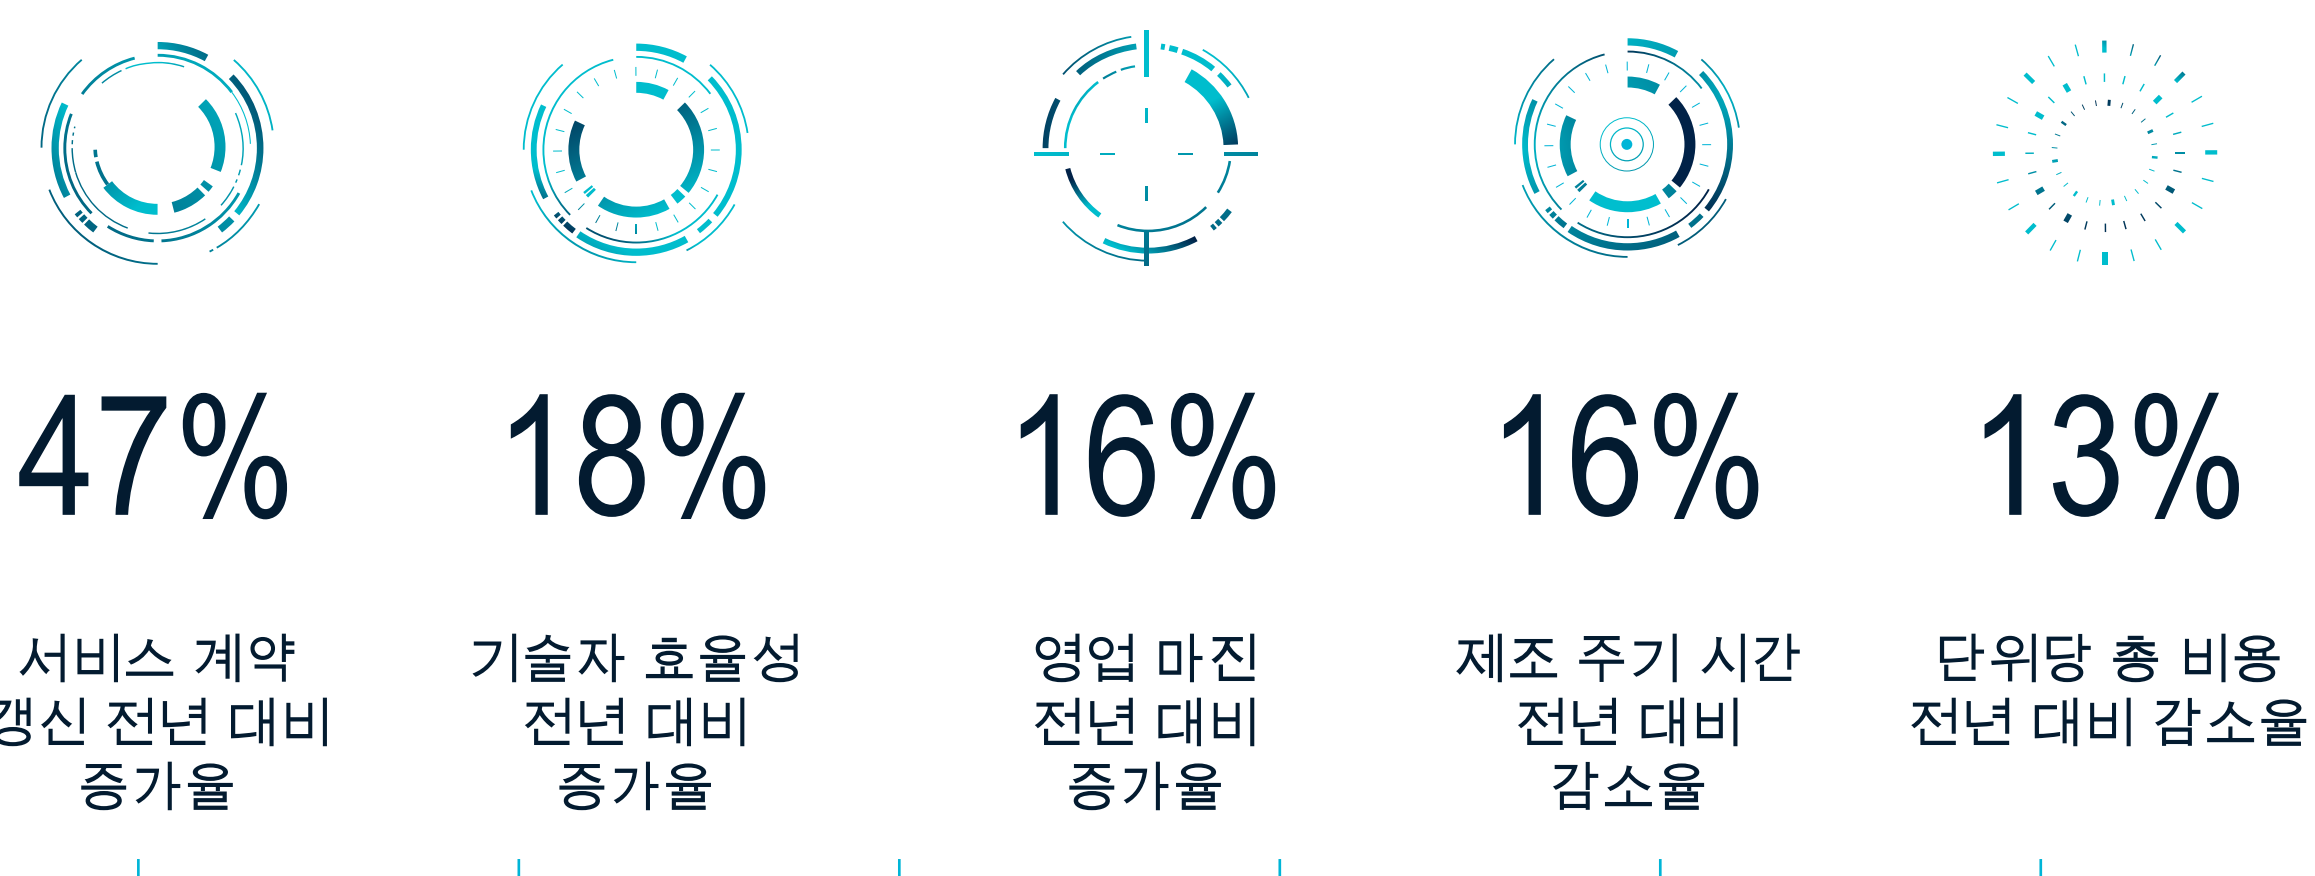 47%
서비스 계약
갱신 전년 대비
증가율
18%
기술자 효율성
전년 대비
증가율
16%
영업 마진
전년 대비
증가율
16%
제조 주기 시간
전년 대비
감소율
13%
단위당 총 비용
전년 대비 감소율